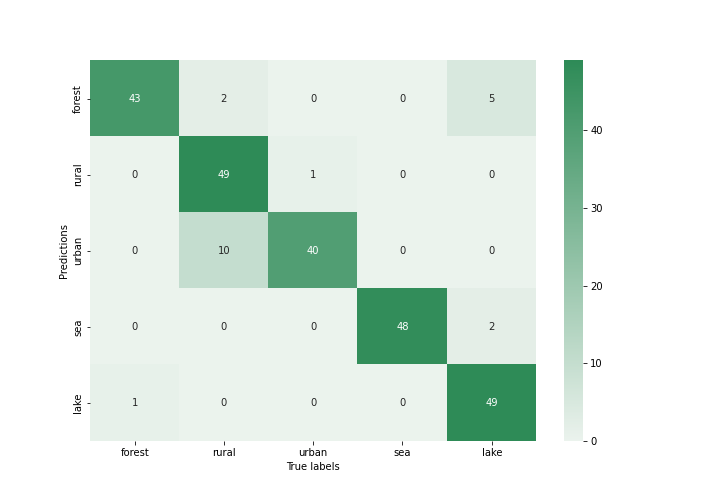 forest 43 2 0 0 5
rural 0 49 1 0 0
urban 0 10 40 0 0
sea 0 0 0 48 2
lake 1 0 0 0 49
Predictions
forest rural urban sea lake
True labels
40
30
20
10
0